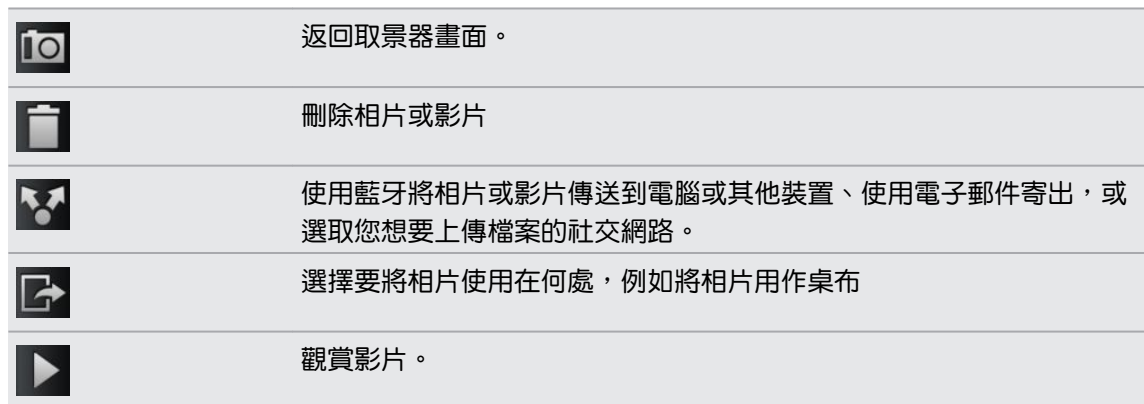 返回取景器畫面。
刪除相片或影片
使用藍牙將相片或影片傳送到電腦或其他裝置、使用電子郵件寄出，或
選取您想要上傳檔案的社交網路。
選擇要將相片使用在何處，例如將相片用作桌布
觀賞影片。